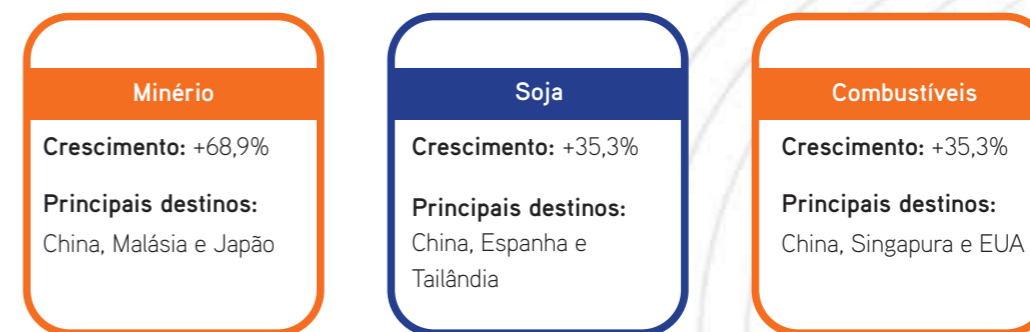 Minério
Crescimento: +68,9%
Principais destinos:
China, Malásia e Japão
Soja
Crescimento: +35,3%
Principais destinos:
China, Espanha e
Tailândia
Combustíveis
Crescimento: +35,3%
Principais destinos:
China, Singapura e EUA